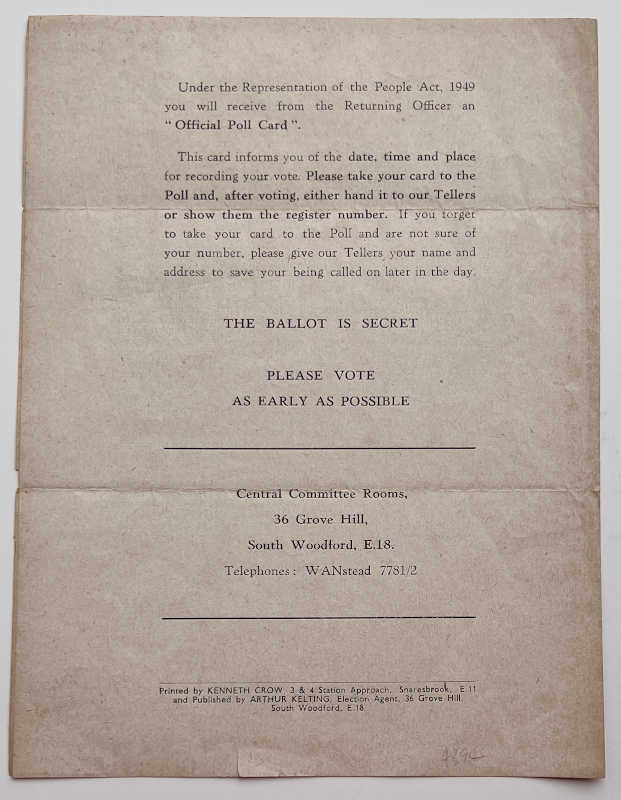 Under the Representation of the People Act, 1949
you will receive from the Returning Officer an
“ Official Poll Card ”.
This card informs you of the date, time and place
for recording your vote. Please take your card to the
Poll and, after voting, either hand it to our Tellers
or show them the register number. If you forget
to take your card to the Poll and are not sure of
your number, please give our Tellers your name and
address to save your being called on later in the day.
THE BALLOT IS SECRET
PLEASE VOTE
AS EARLY AS POSSIBLE
Central Committee Rooms,
36 Grove Hill,
South Woodford, E.18.
Telephones : WANstead 7781/2
Printed by KENNETH CROW, 3 & 4 Station Approach, Snaresbrook, E.11
and Published by ARTHUR KELTING, Election Agent, 36 Grove Hill,
South Woodford, E.18